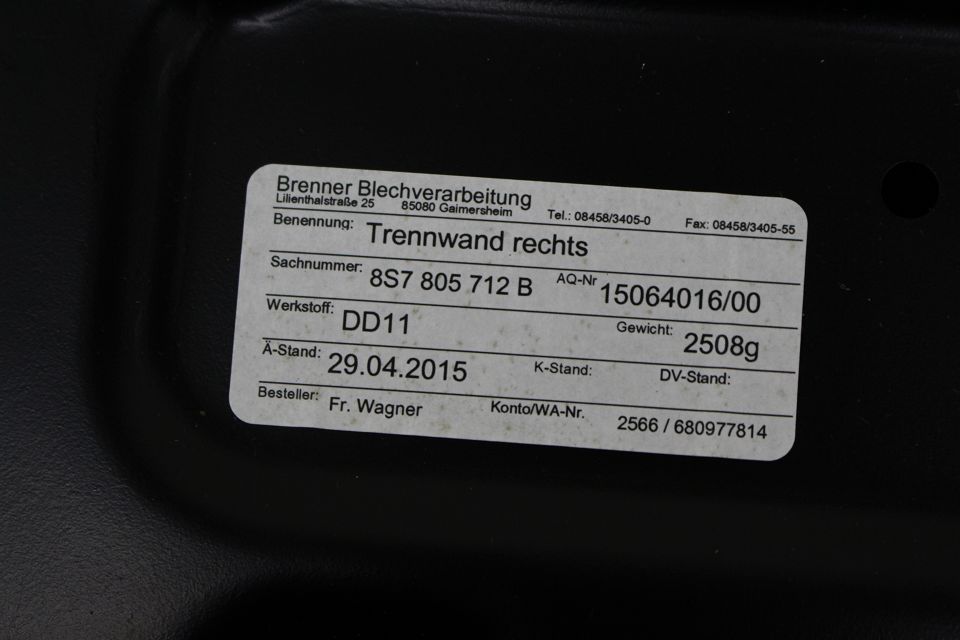 Brenner Blechverarbeitung
Lilienthalstraße 25 85080 Gaimersheim Tel.: 08458/3405-0 Fax: 08458/3405-55
Benennung: Trennwand rechts
Sachnummer: 8S7 805 712 B AQ-Nr 15064016/00
Werkstoff: DD11 Gewicht: 2508g
Ä-Stand: 29.04.2015 K-Stand: DV-Stand:
Besteller: Fr. Wagner Konto/WA-Nr. 2566 / 680977814